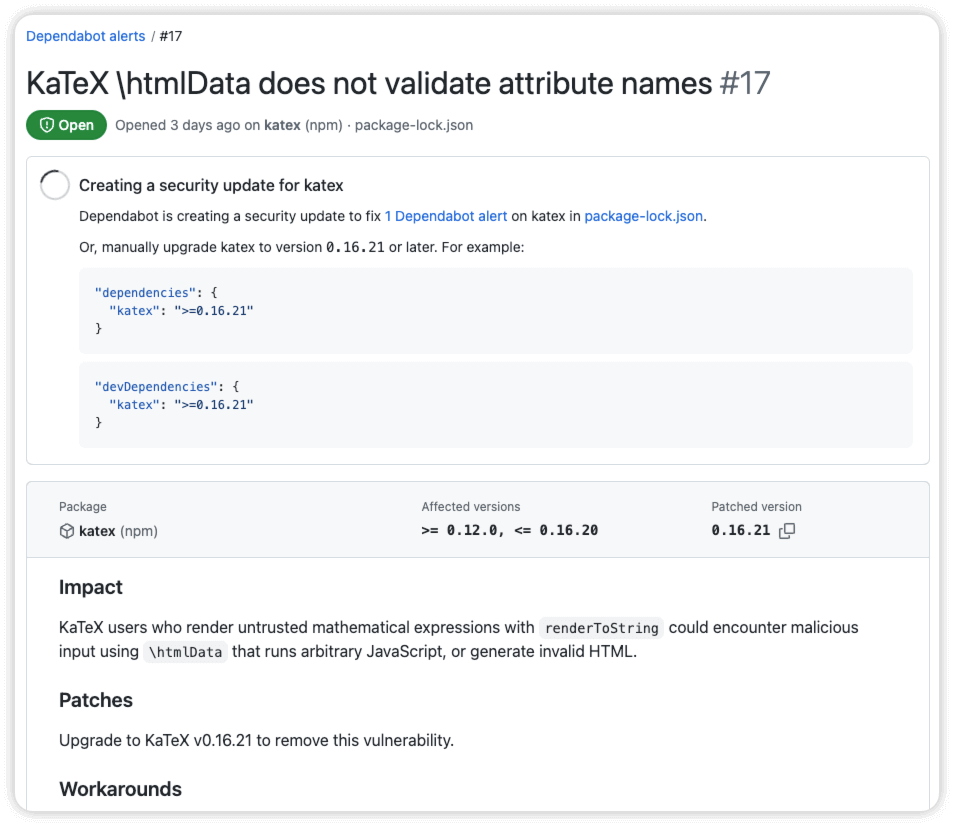 Dependabot alerts / #17
KaTeX \htmlData does not validate attribute names #17
Open Opened 3 days ago on katex (npm) · package-lock.json
Creating a security update for katex
Dependabot is creating a security update to fix 1 Dependabot alert on katex in package-lock.json.
Or, manually upgrade katex to version 0.16.21 or later. For example:
"dependencies": {
  "katex": ">=0.16.21"
}
"devDependencies": {
  "katex": ">=0.16.21"
}
Package Affected versions Patched version
katex (npm) >= 0.12.0, <= 0.16.20 0.16.21
Impact
KaTeX users who render untrusted mathematical expressions with renderToString could encounter malicious
input using \htmlData that runs arbitrary JavaScript, or generate invalid HTML.
Patches
Upgrade to KaTeX v0.16.21 to remove this vulnerability.
Workarounds